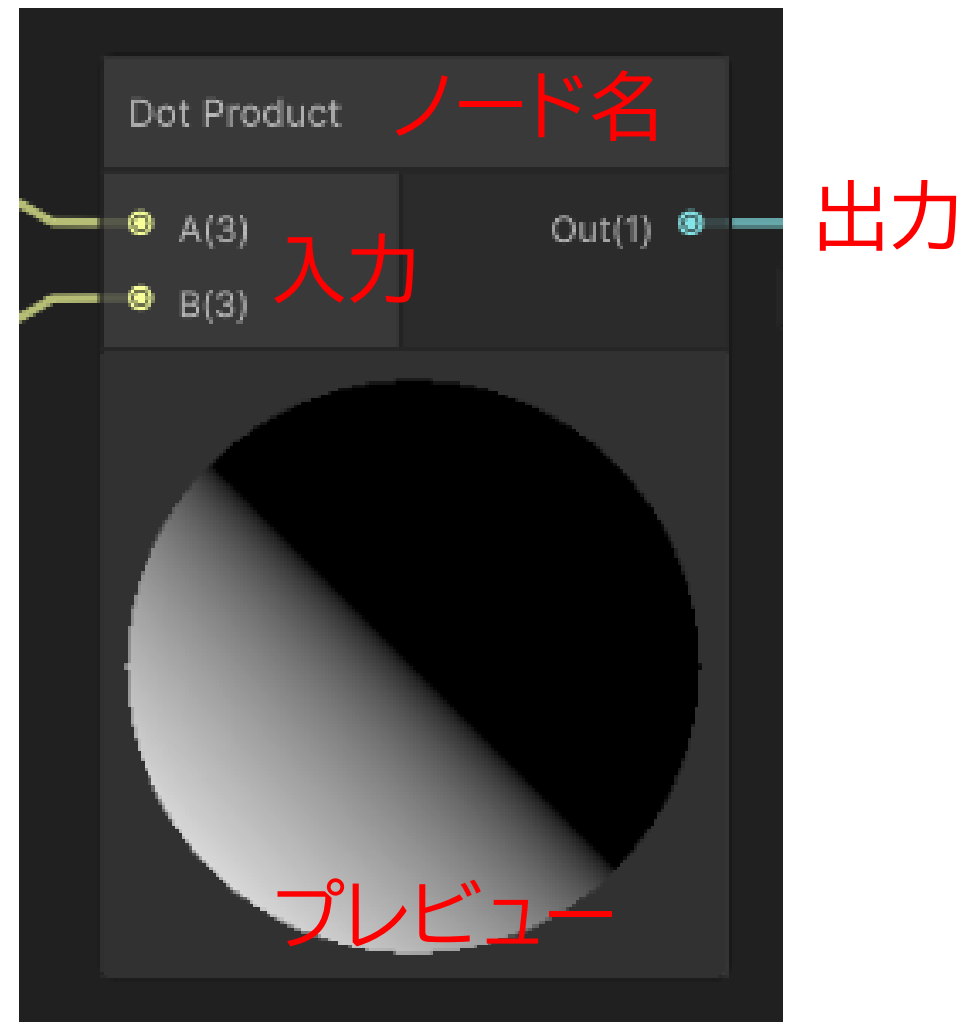 Dot Product ノード名
A(3) Out(1) 出力
入力
B(3)
プレビュー